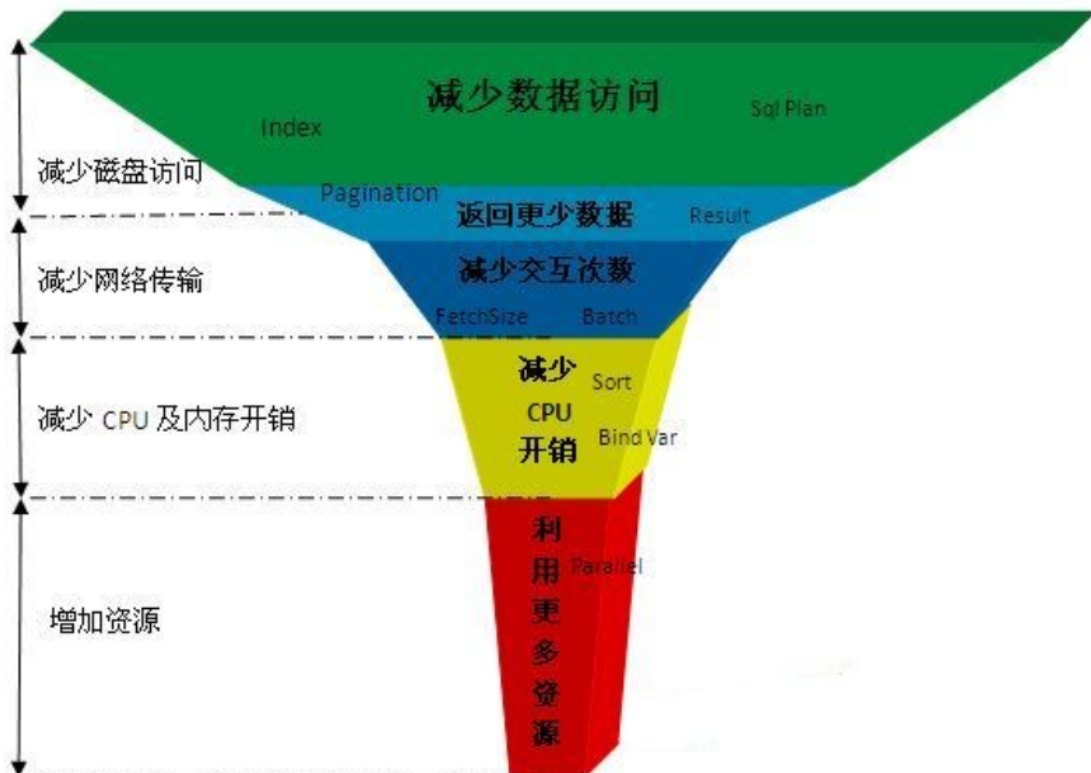 减少数据访问
Sql Plan
Index
减少磁盘访问
Pagination
返回更少数据
Result
减少交互次数
减少网络传输
FetchSize
Batch
减少
Sort
CPU
减少 CPU 及内存开销
Bind Var
开销
利
用
Parallel
更
多
资
源
增加资源